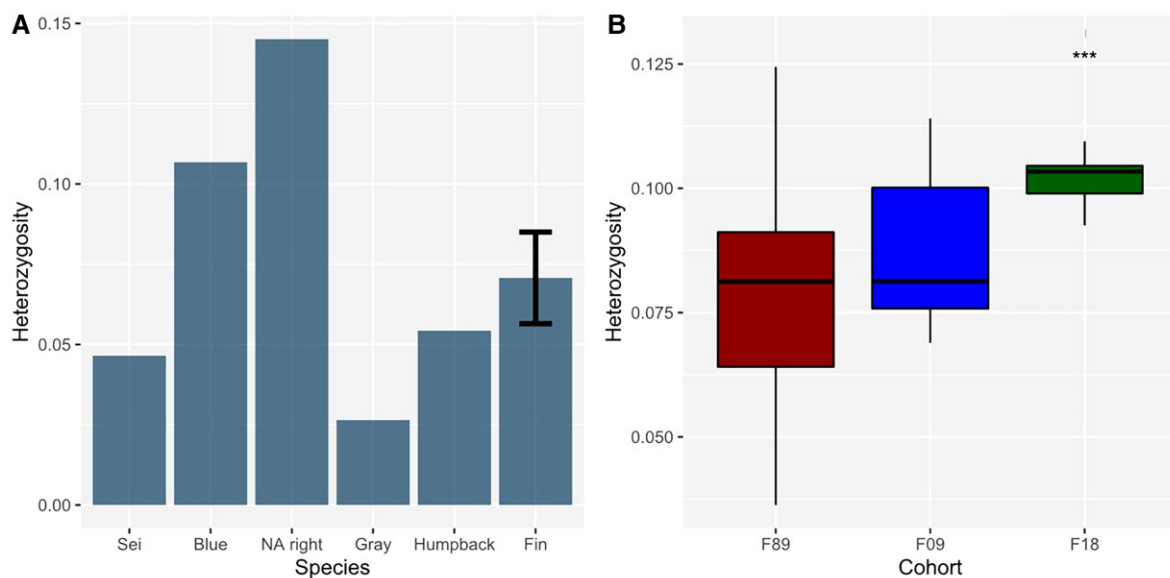 A
Heterozygosity
0.15
0.10
0.05
0.00
Sei Blue NA right Gray Humpback Fin
Species
B
Heterozygosity
***
0.125
0.100
0.075
0.050
F89 F09 F18
Cohort